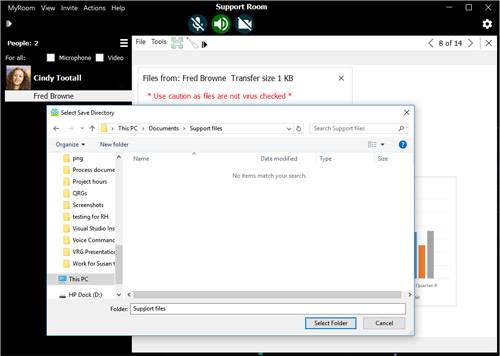 MyRoom View Invite Actions Help
Support Room
People: 2
For all: Microphone Video
Cindy Tootall
Fred Browne
File Tools
8 of 14
Files from: Fred Browne Transfer size 1 KB
* Use caution as files are not virus checked *
Select Save Directory
This PC > Documents > Support files
Search Support files
Organize New folder
Name Date modified Type Size
No items match your search.
png
Process docume
Project hours
QRGs
Screenshots
testing for RH
Visual Studio Ins
Voice Command
VRG Presentation
Work for Susan t
This PC
HP Dock (D:)
Folder: Support files
Select Folder Cancel
Quarter 4